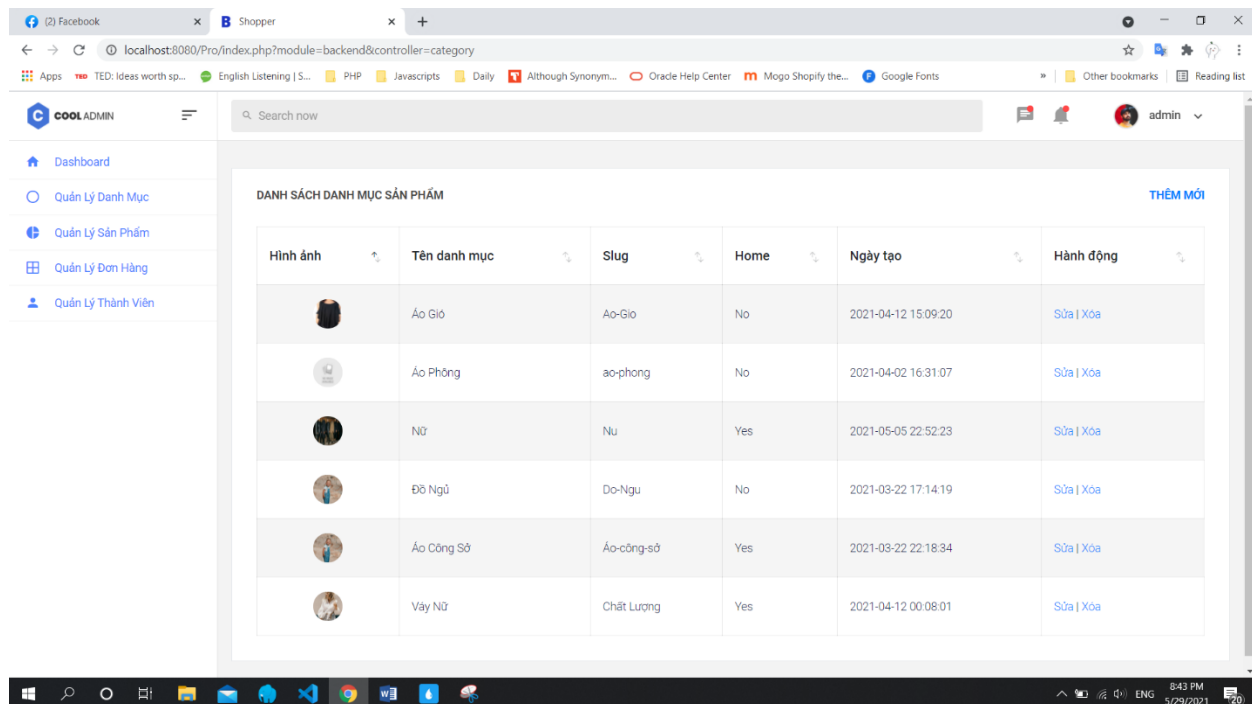 (2) Facebook
Shopper
localhost:8080/Pro/index.php?module=backend&controller=category
Apps TED TED: Ideas worth sp... English Listening | S... PHP Javascripts Daily Although Synonym... Oracle Help Center Mogo Shopify the... Google Fonts » Other bookmarks Reading list
C COOL ADMIN Search now admin
Dashboard
Quản Lý Danh Mục
Quản Lý Sản Phẩm
Quản Lý Đơn Hàng
Quản Lý Thành Viên
DANH SÁCH DANH MỤC SẢN PHẨM THÊM MỚI
Hình ảnh Tên danh mục Slug Home Ngày tạo Hành động
Áo Gió Ao-Gio No 2021-04-12 15:09:20 Sửa | Xóa
Áo Phông ao-phong No 2021-04-02 16:31:07 Sửa | Xóa
Nữ Nu Yes 2021-05-05 22:52:23 Sửa | Xóa
Đồ Ngủ Do-Ngu No 2021-03-22 17:14:19 Sửa | Xóa
Áo Công Sở Áo-công-sở Yes 2021-03-22 22:18:34 Sửa | Xóa
Váy Nữ Chất Lượng Yes 2021-04-12 00:08:01 Sửa | Xóa
ENG
8:43 PM
5/29/2021
20